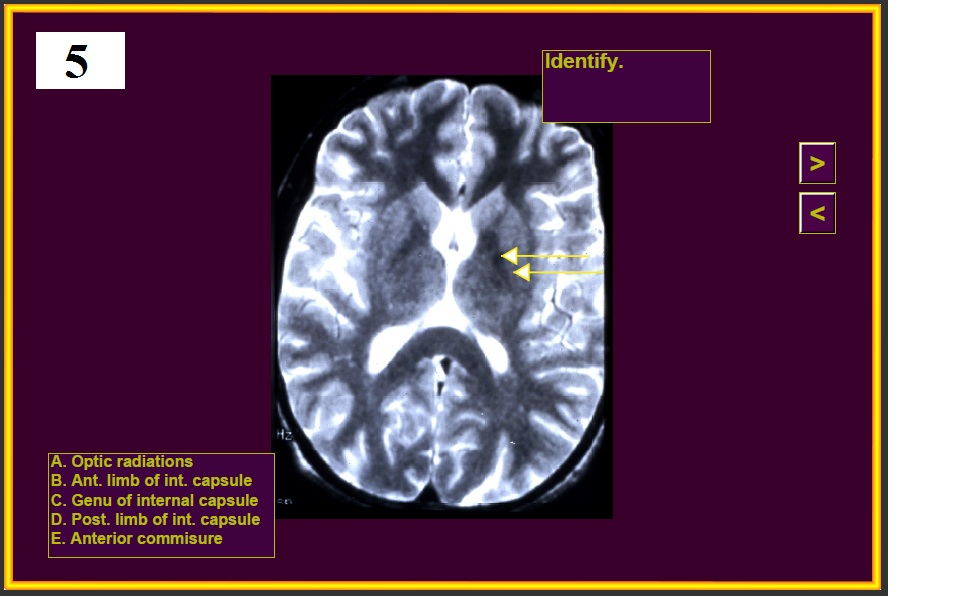 5
Identify.
>
<
Hz
A. Optic radiations
B. Ant. limb of int. capsule
C. Genu of internal capsule
D. Post. limb of int. capsule
E. Anterior commisure